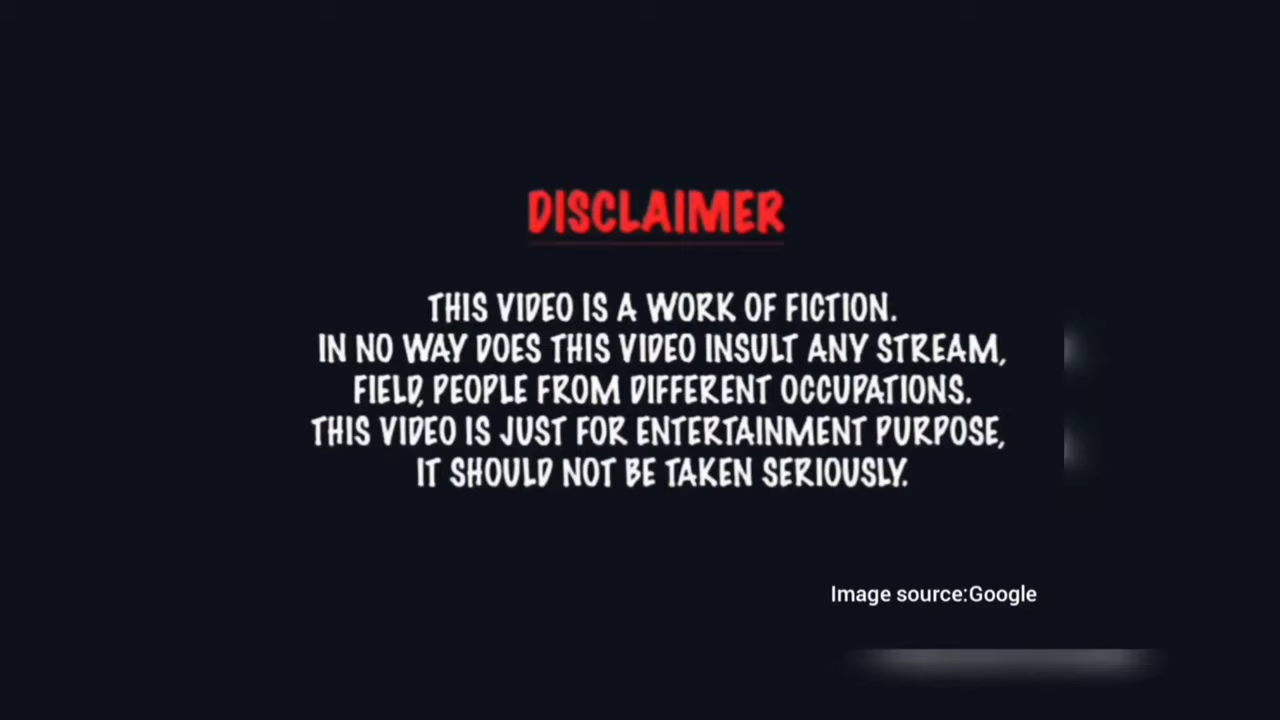 DISCLAIMER
THIS VIDEO IS A WORK OF FICTION.
IN NO WAY DOES THIS VIDEO INSULT ANY STREAM,
FIELD, PEOPLE FROM DIFFERENT OCCUPATIONS.
THIS VIDEO IS JUST FOR ENTERTAINMENT PURPOSE,
IT SHOULD NOT BE TAKEN SERIOUSLY.
Image source:Google